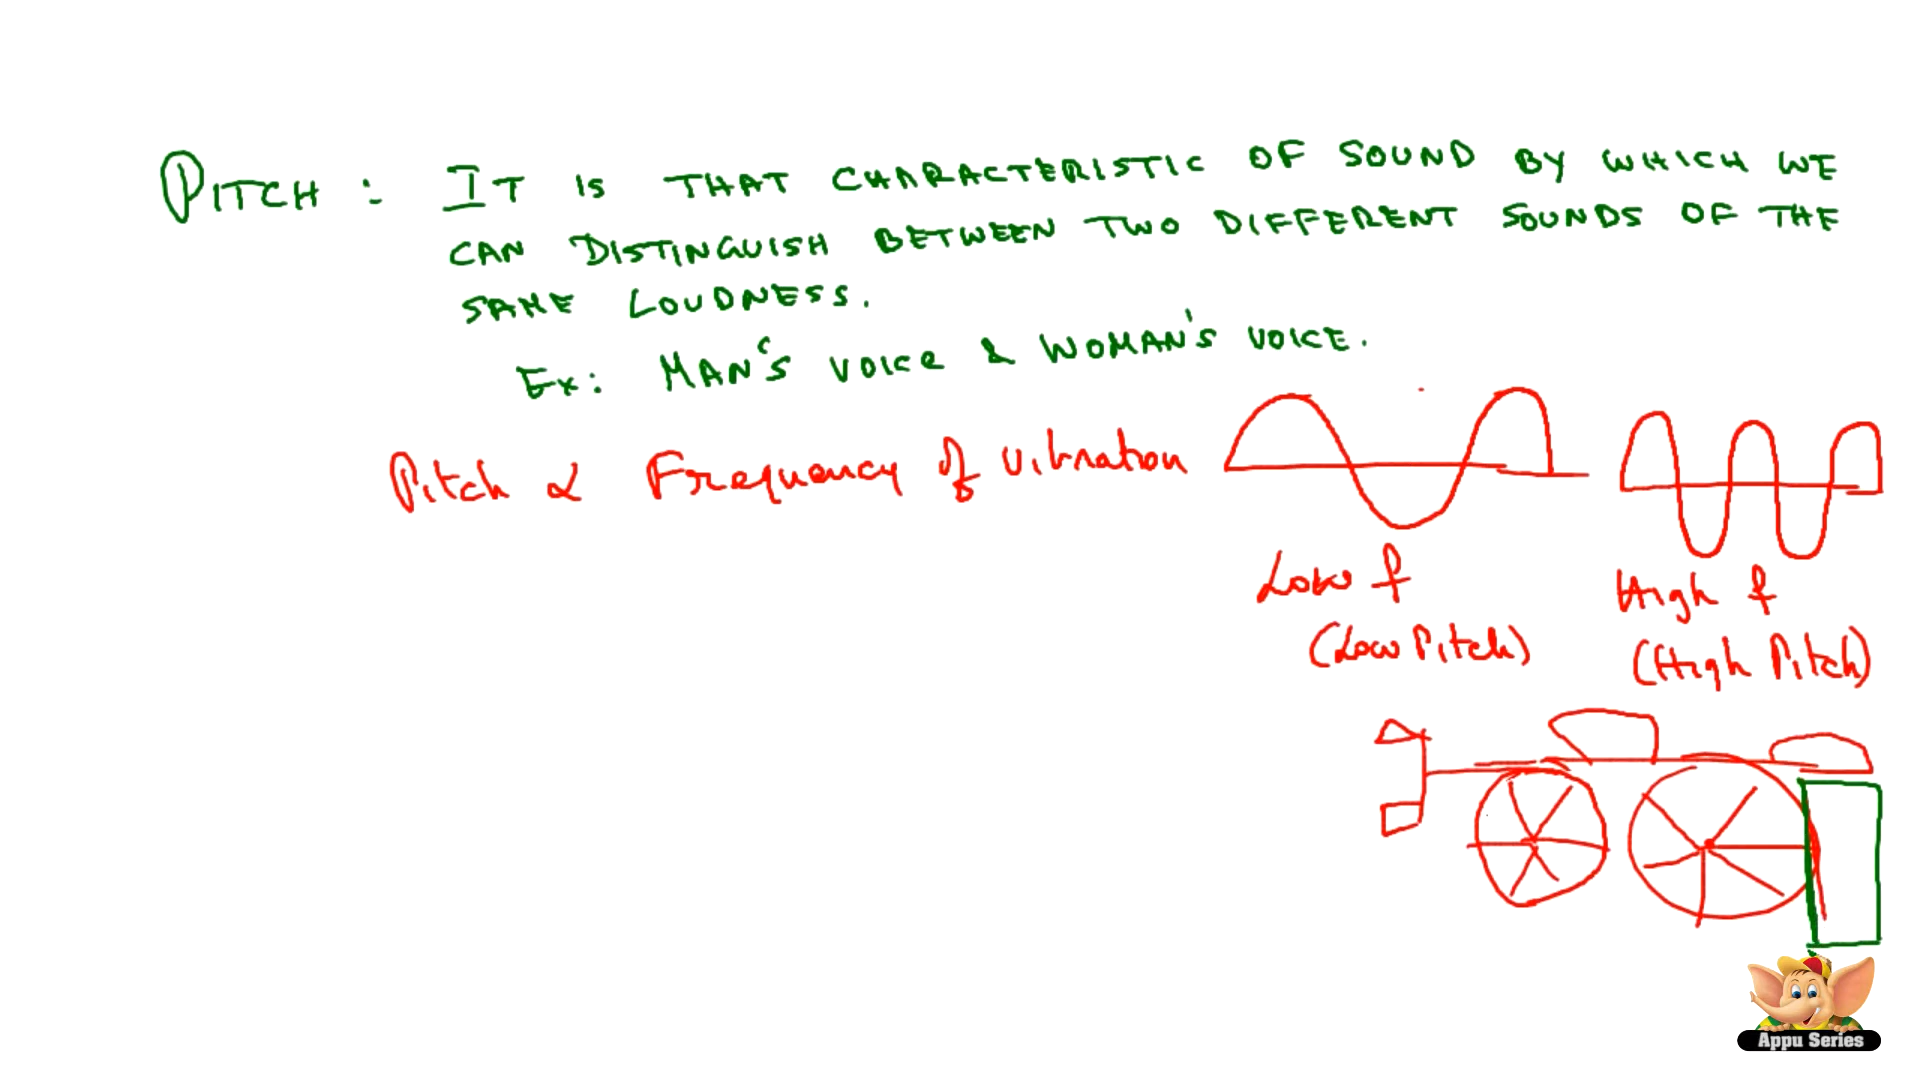 PITCH : IT IS THAT CHARACTERISTIC OF SOUND BY WHICH WE
CAN DISTINGUISH BETWEEN TWO DIFFERENT SOUNDS OF THE
SAME LOUDNESS.
Ex: MAN'S VOICE & WOMAN'S VOICE.
Pitch α Frequency of vibration
Low f
(Low Pitch)
High f
(High Pitch)
Appu Series